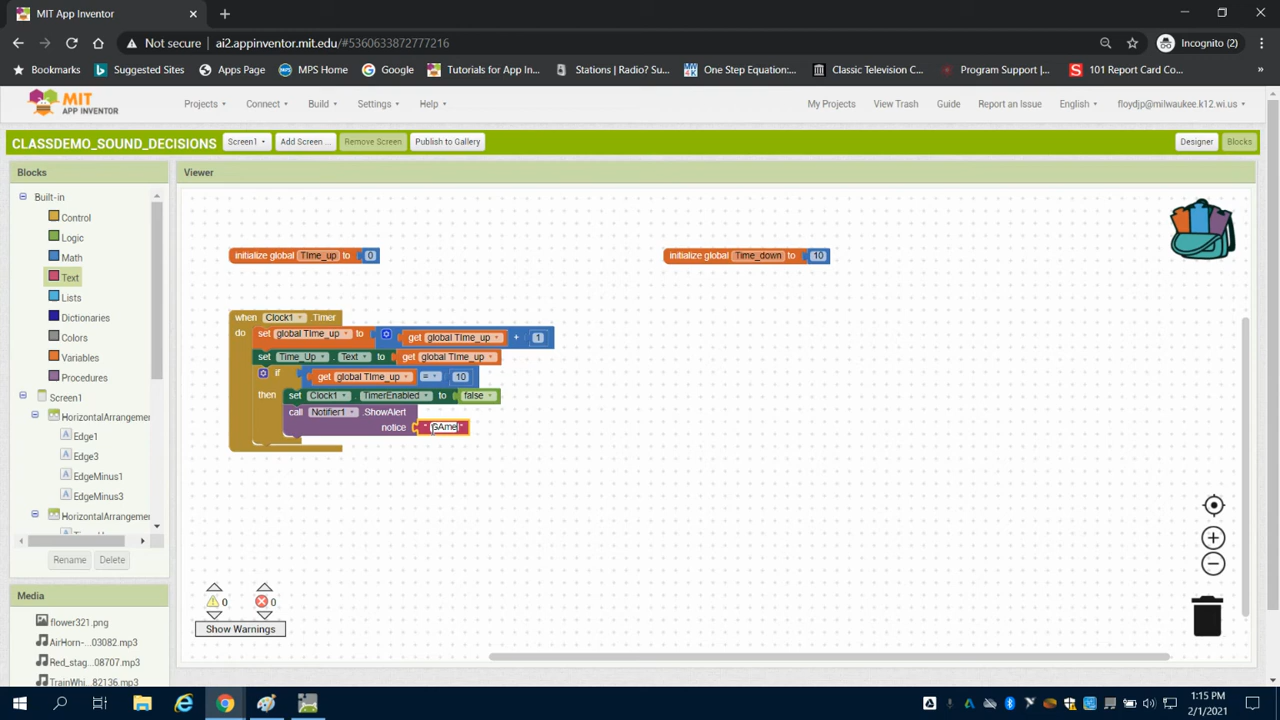 MIT App Inventor
Not secure ai2.appinventor.mit.edu/#5360633872777216
Incognito (2)
Bookmarks Suggested Sites Apps Page MPS Home Google Tutorials for App In... Stations | Radio? Su... One Step Equation:... Classic Television C... Program Support |... 101 Report Card Co... »
MIT
APP INVENTOR
Projects Connect Build Settings Help My Projects View Trash Guide Report an Issue English floydjp@milwaukee.k12.wi.us
CLASSDEMO_SOUND_DECISIONS Screen1 Add Screen ... Remove Screen Publish to Gallery Designer Blocks
Blocks Viewer
Built-in
Control
Logic
Math
Text
Lists
Dictionaries
Colors
Variables
Procedures
Screen1
HorizontalArrangeme
Edge1
Edge3
EdgeMinus1
EdgeMinus3
HorizontalArrangeme
Rename Delete
Media
flower321.png
AirHorn-...03082.mp3
Red_stag...08707.mp3
TrainWhi...82136.mp3
initialize global TIme_up to 0
initialize global Time_down to 10
when Clock1 .Timer
do set global TIme_up to get global TIme_up + 1
set Time_Up . Text to get global TIme_up
if get global TIme_up = 10
then set Clock1 . TimerEnabled to false
call Notifier1 .ShowAlert
notice " GAme "
0 0
Show Warnings
1:15 PM
2/1/2021